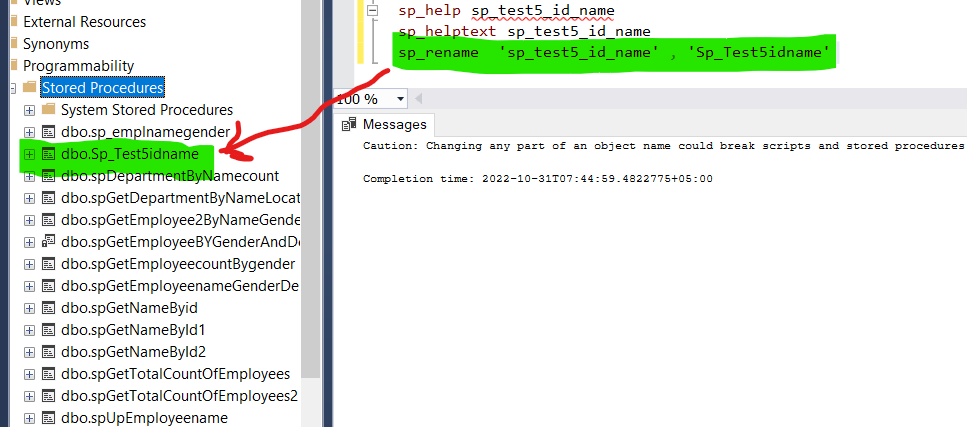 Views
External Resources
Synonyms
Programmability
Stored Procedures
System Stored Procedures
dbo.sp_emplnamegender
dbo.Sp_Test5idname
dbo.spDepartmentByNamecount
dbo.spGetDepartmentByNameLocat
dbo.spGetEmployee2ByNameGende
dbo.spGetEmployeeBYGenderAndDe
dbo.spGetEmployeecountBygender
dbo.spGetEmployeenameGenderDe
dbo.spGetNameByid
dbo.spGetNameById1
dbo.spGetNameById2
dbo.spGetTotalCountOfEmployees
dbo.spGetTotalCountOfEmployees2
dbo.spUpEmployeename
sp_help sp_test5_id_name
sp_helptext sp_test5_id_name
sp_rename 'sp_test5_id_name' , 'Sp_Test5idname'
100 %
Messages
Caution: Changing any part of an object name could break scripts and stored procedures
Completion time: 2022-10-31T07:44:59.4822775+05:00